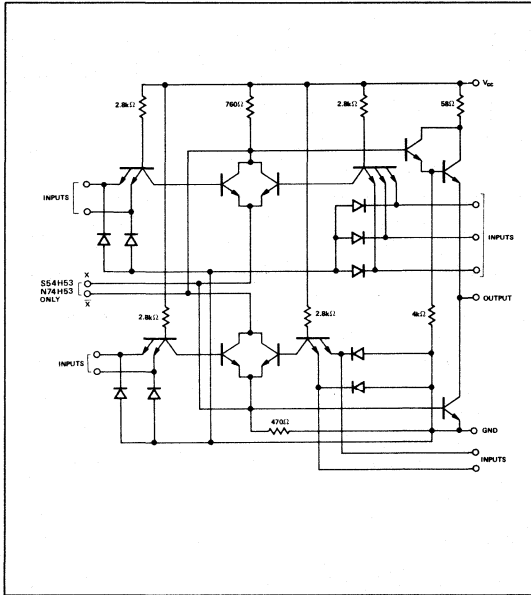 V_CC
2.8kΩ 760Ω 2.8kΩ 58Ω
INPUTS
INPUTS
X
S54H53
N74H53
ONLY
X̅
OUTPUT
2.8kΩ 2.8kΩ 4kΩ
INPUTS
470Ω GND
INPUTS